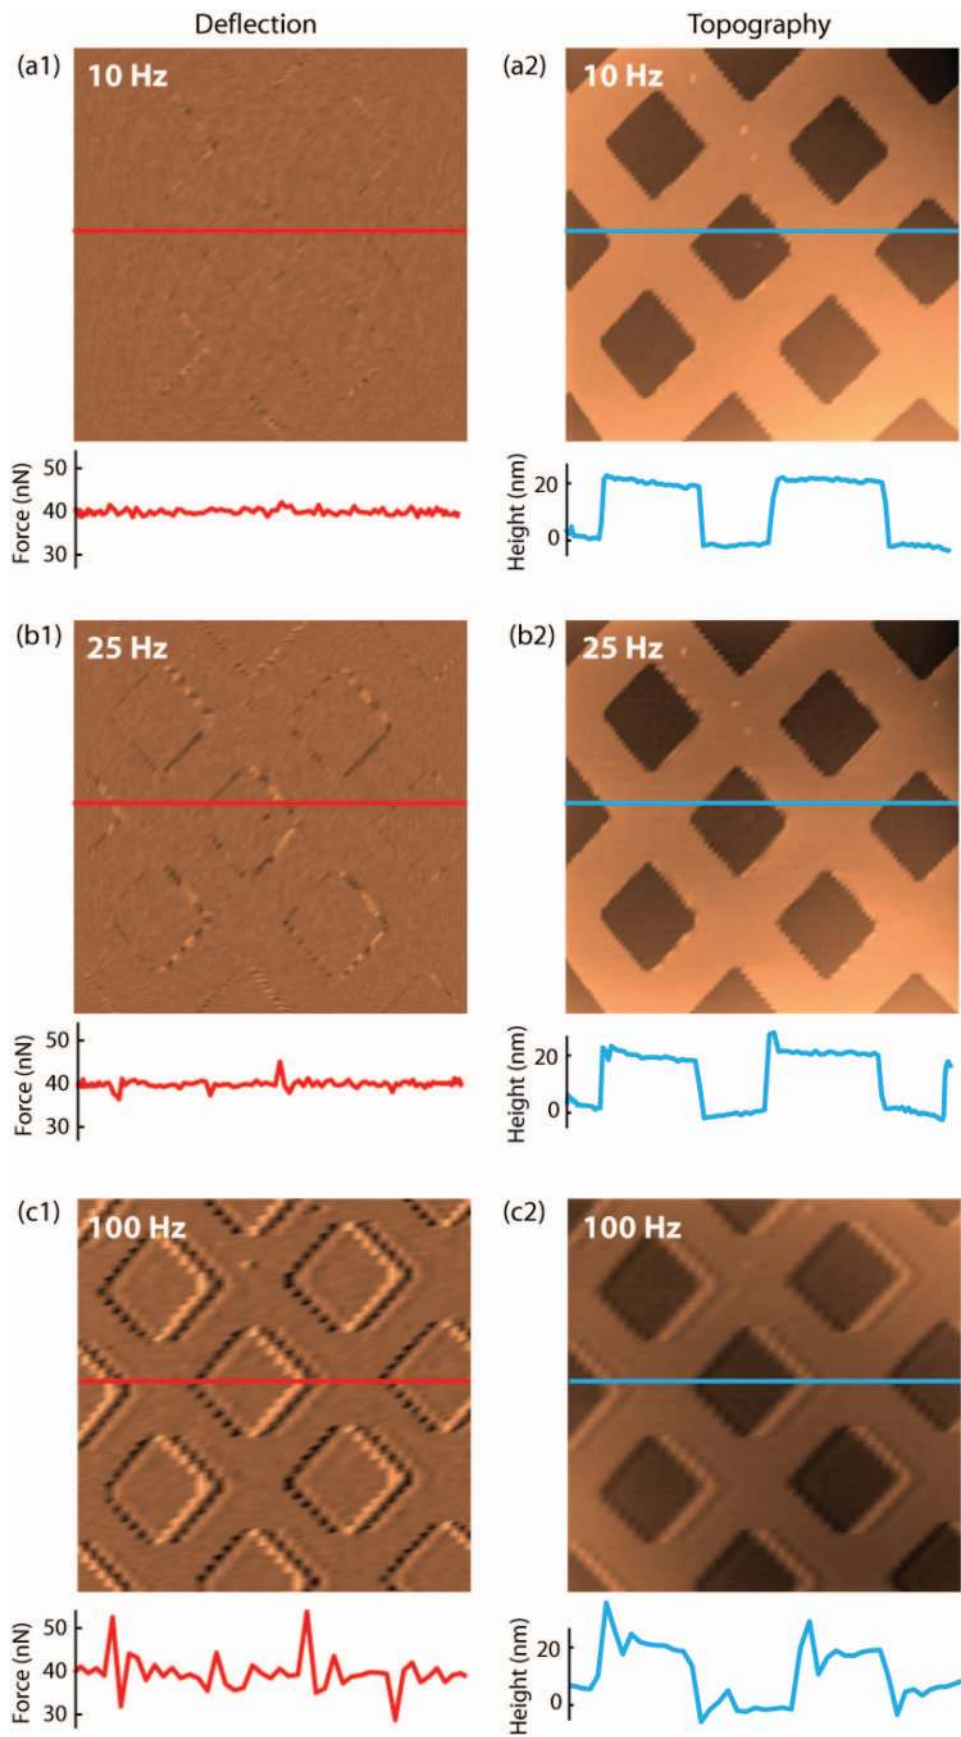 Deflection
Topography
(a1)
10 Hz
(a2)
10 Hz
Force (nN)
50
40
30
Height (nm)
20
0
(b1)
25 Hz
(b2)
25 Hz
Force (nN)
50
40
30
Height (nm)
20
0
(c1)
100 Hz
(c2)
100 Hz
Force (nN)
50
40
30
Height (nm)
20
0